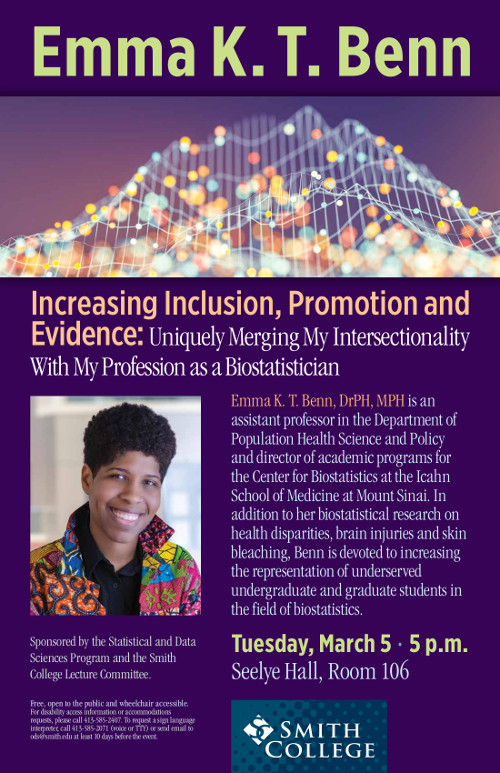 Emma K. T. Benn
Increasing Inclusion, Promotion and
Evidence: Uniquely Merging My Intersectionality
With My Profession as a Biostatistician
Emma K. T. Benn, DrPH, MPH is an
assistant professor in the Department of
Population Health Science and Policy
and director of academic programs for
the Center for Biostatistics at the Icahn
School of Medicine at Mount Sinai. In
addition to her biostatistical research on
health disparities, brain injuries and skin
bleaching, Benn is devoted to increasing
the representation of underserved
undergraduate and graduate students in
the field of biostatistics.
Sponsored by the Statistical and Data
Sciences Program and the Smith
College Lecture Committee.
Tuesday, March 5 · 5 p.m.
Seelye Hall, Room 106
Free, open to the public and wheelchair accessible.
For disability access information or accommodations
requests, please call 413-585-2407. To request a sign language
interpreter, call 413-585-2071 (voice or TTY) or send email to
ods@smith.edu at least 10 days before the event.
SMITH
COLLEGE